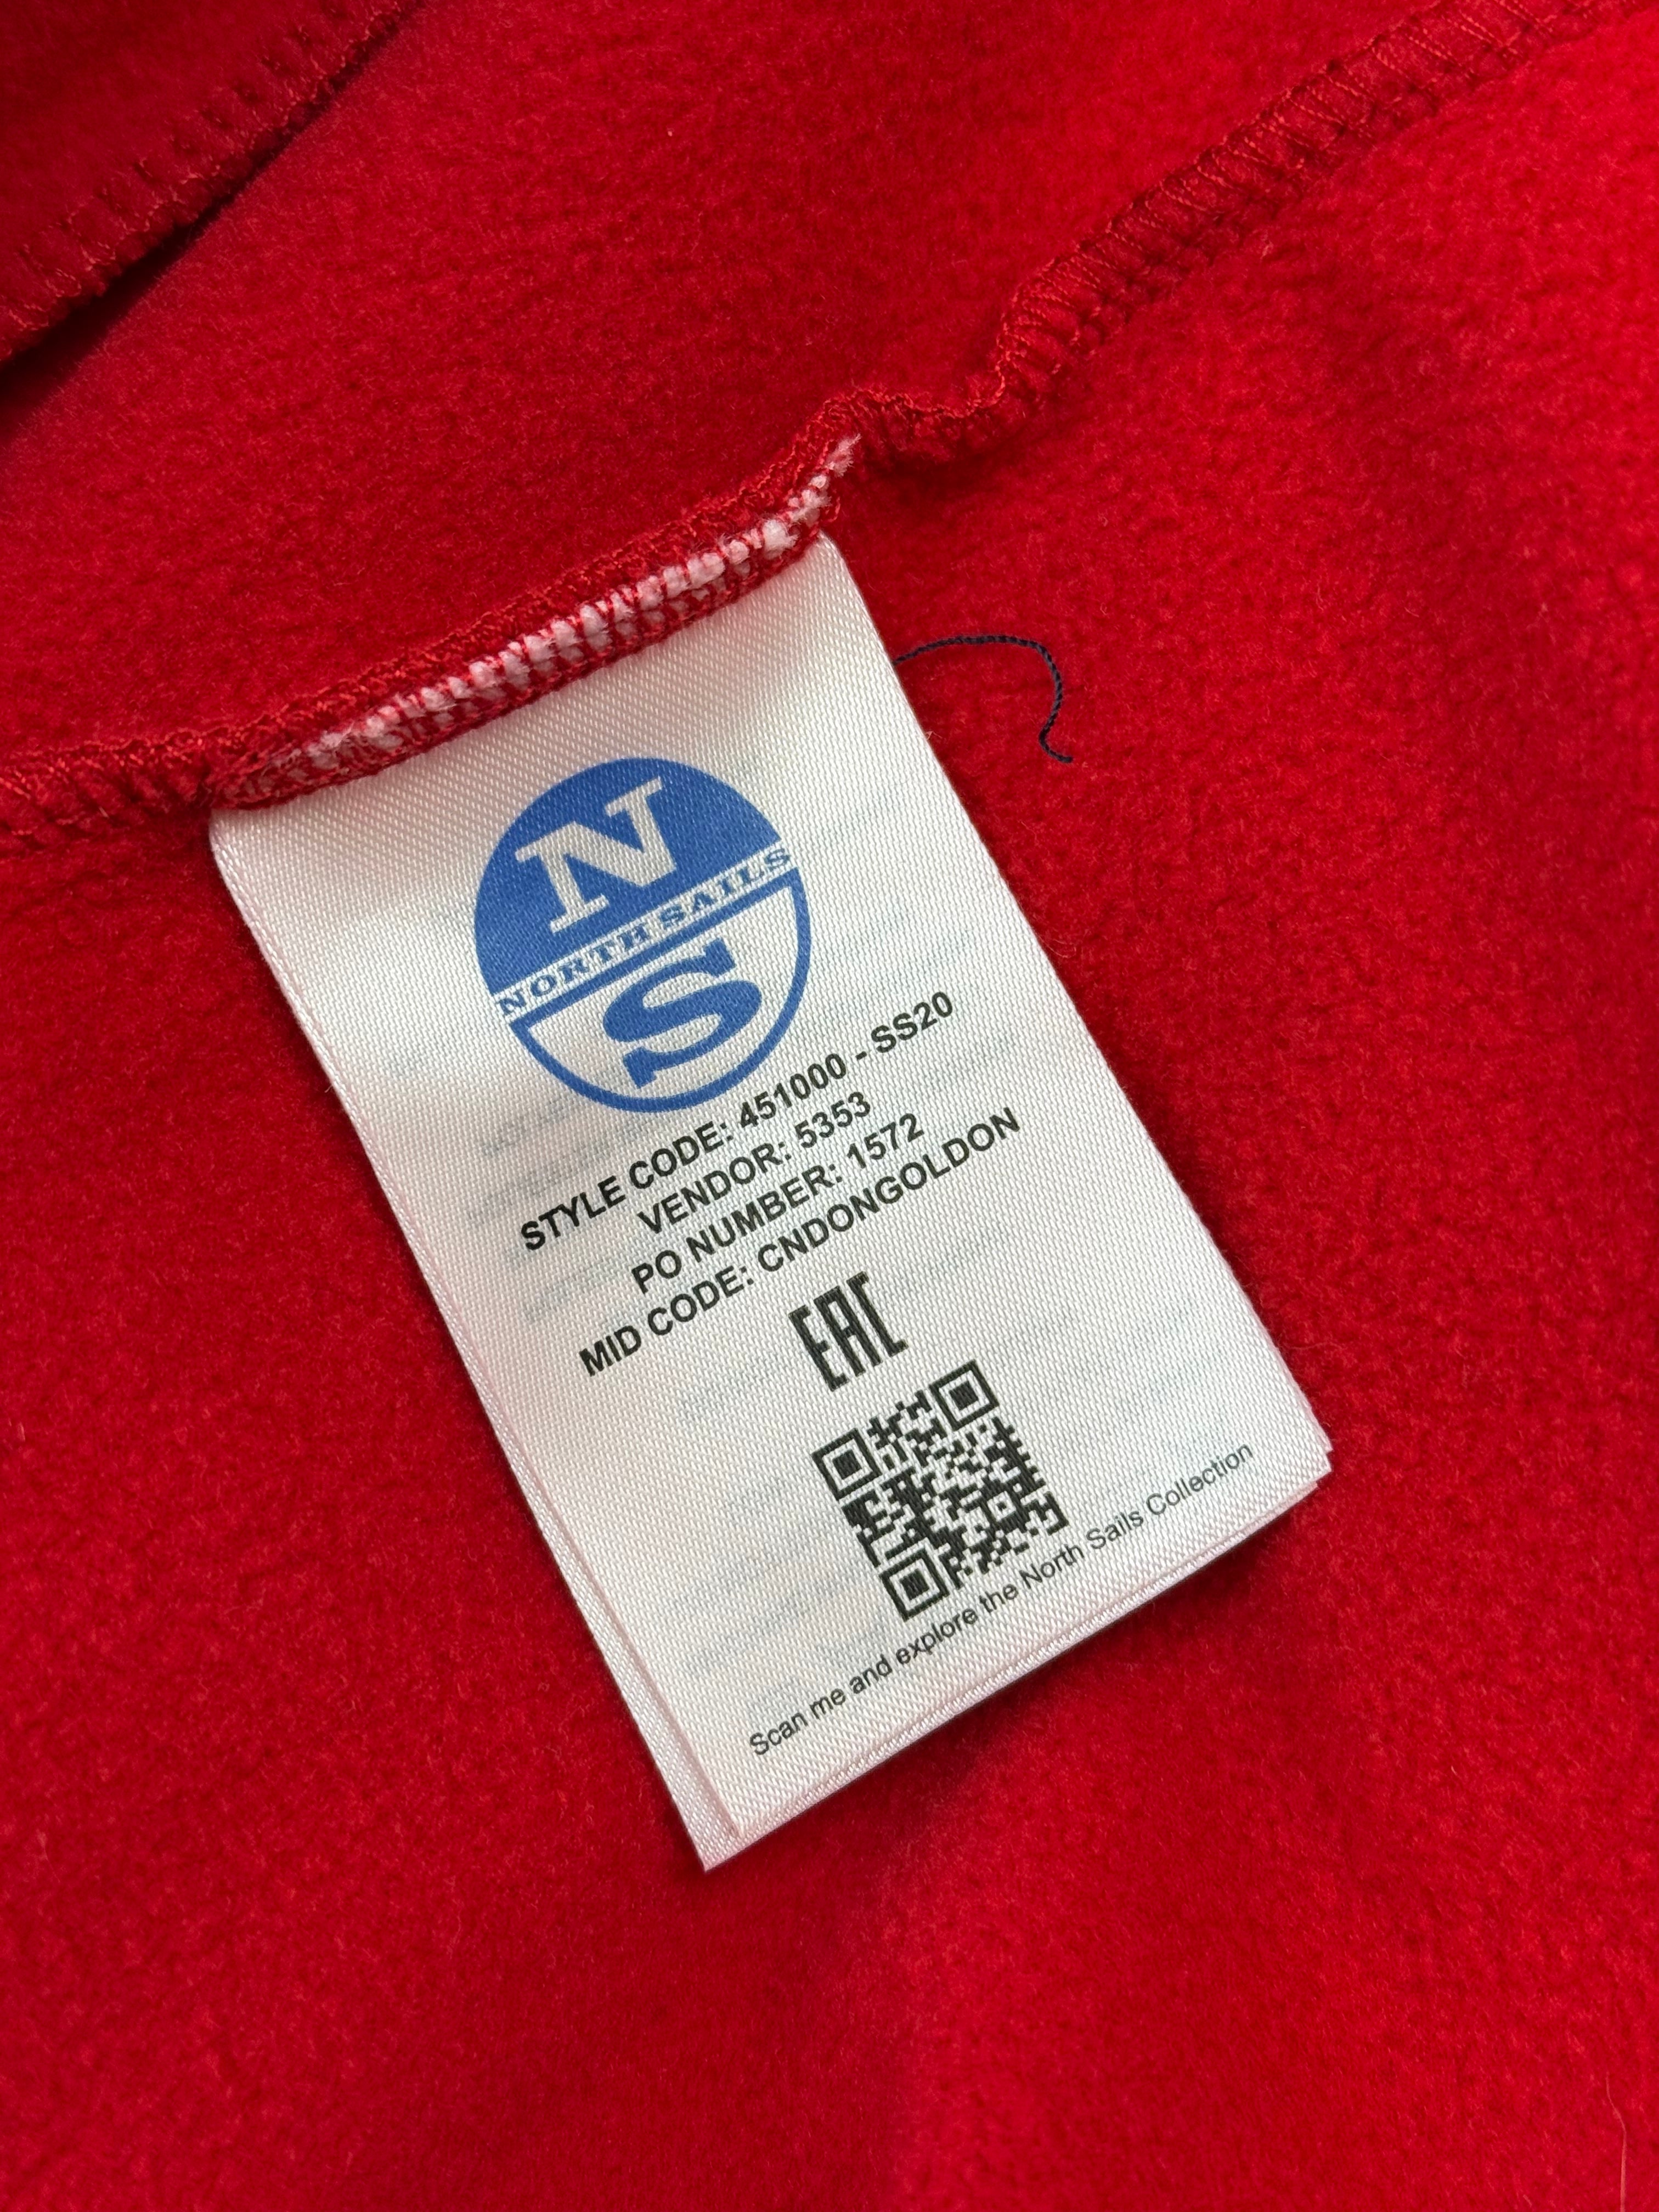 N
NORTH SAILS
S
STYLE CODE: 451000 - SS20
VENDOR: 5353
PO NUMBER: 1572
MID CODE: CNDONGOLDON
EAC
Scan me and explore the North Sails Collection